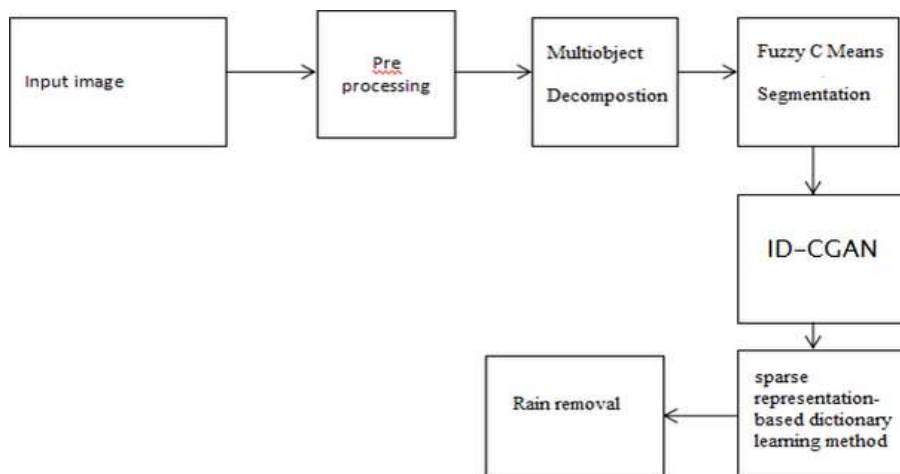 Input image
Pre
processing
Multiobject
Decompostion
Fuzzy C Means
Segmentation
ID-CGAN
sparse
representation-
based dictionary
learning method
Rain removal